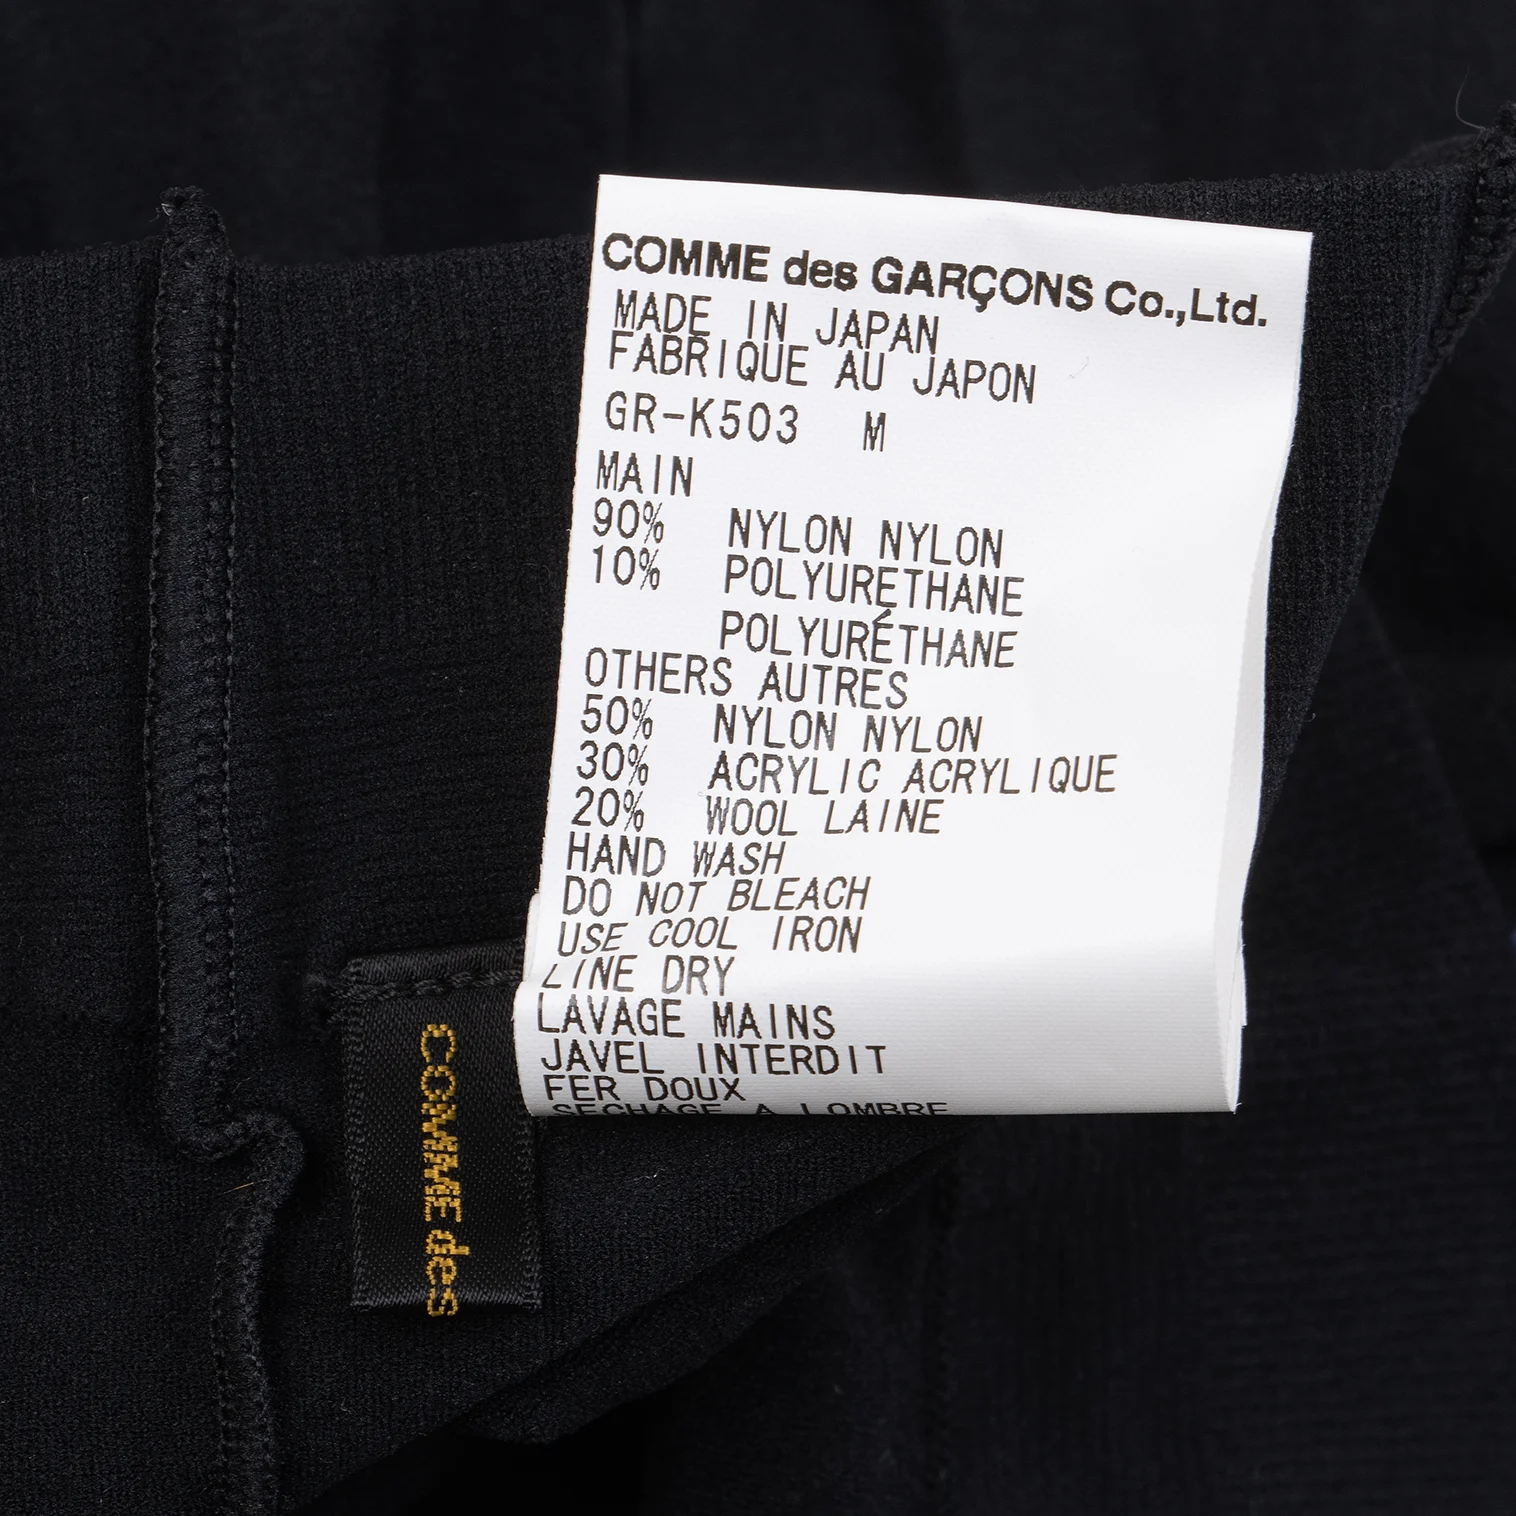 COMME des GARÇONS Co.,Ltd.
MADE IN JAPAN
FABRIQUE AU JAPON
GR-K503 M
MAIN
90% NYLON NYLON
10% POLYURETHANE
POLYURÉTHANE
OTHERS AUTRES
50% NYLON NYLON
30% ACRYLIC ACRYLIQUE
20% WOOL LAINE
HAND WASH
DO NOT BLEACH
USE COOL IRON
LINE DRY
LAVAGE MAINS
JAVEL INTERDIT
FER DOUX
SECHAGE A LOMBRE
COMME des